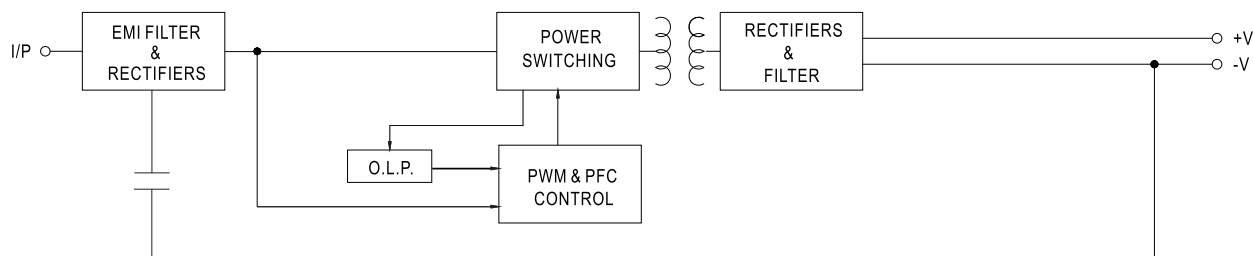 I/P
EMI FILTER
&
RECTIFIERS
POWER
SWITCHING
RECTIFIERS
&
FILTER
+V
-V
O.L.P.
PWM & PFC
CONTROL